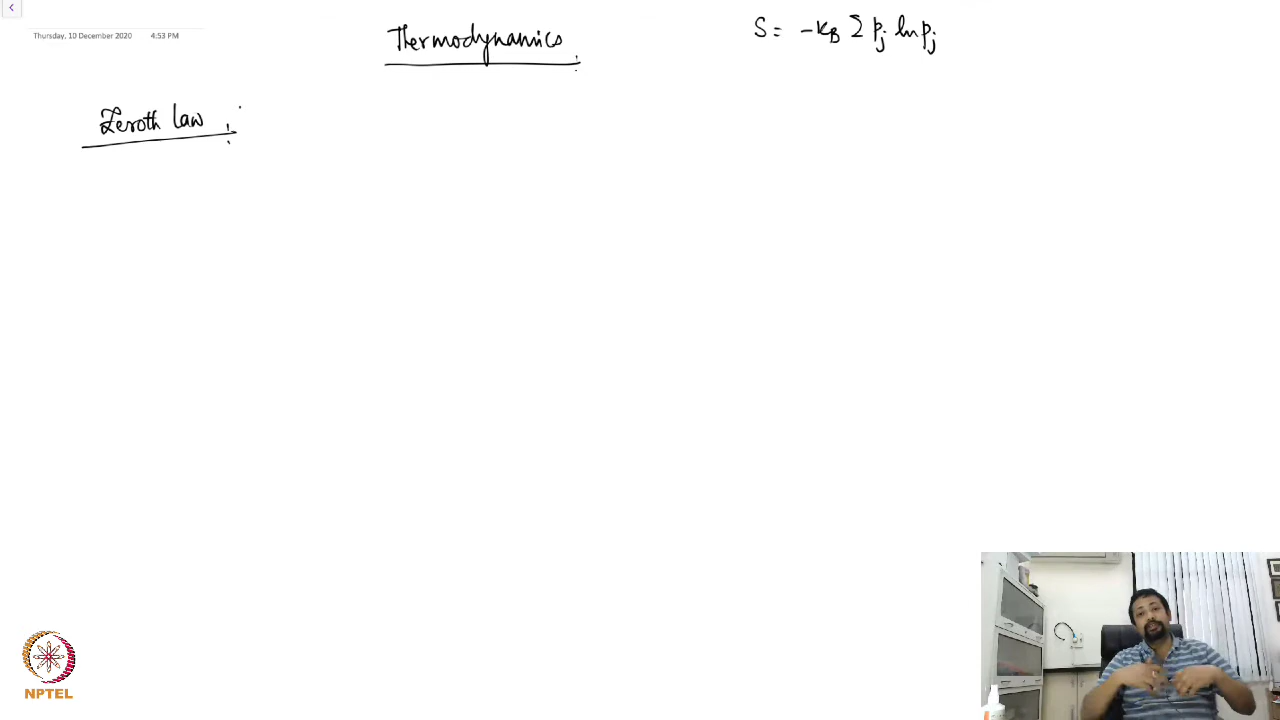 Thursday, 10 December 2020 4:53 PM
Thermodynamics :
S = -k_B Σ p_j ln p_j
Zeroth law :
NPTEL